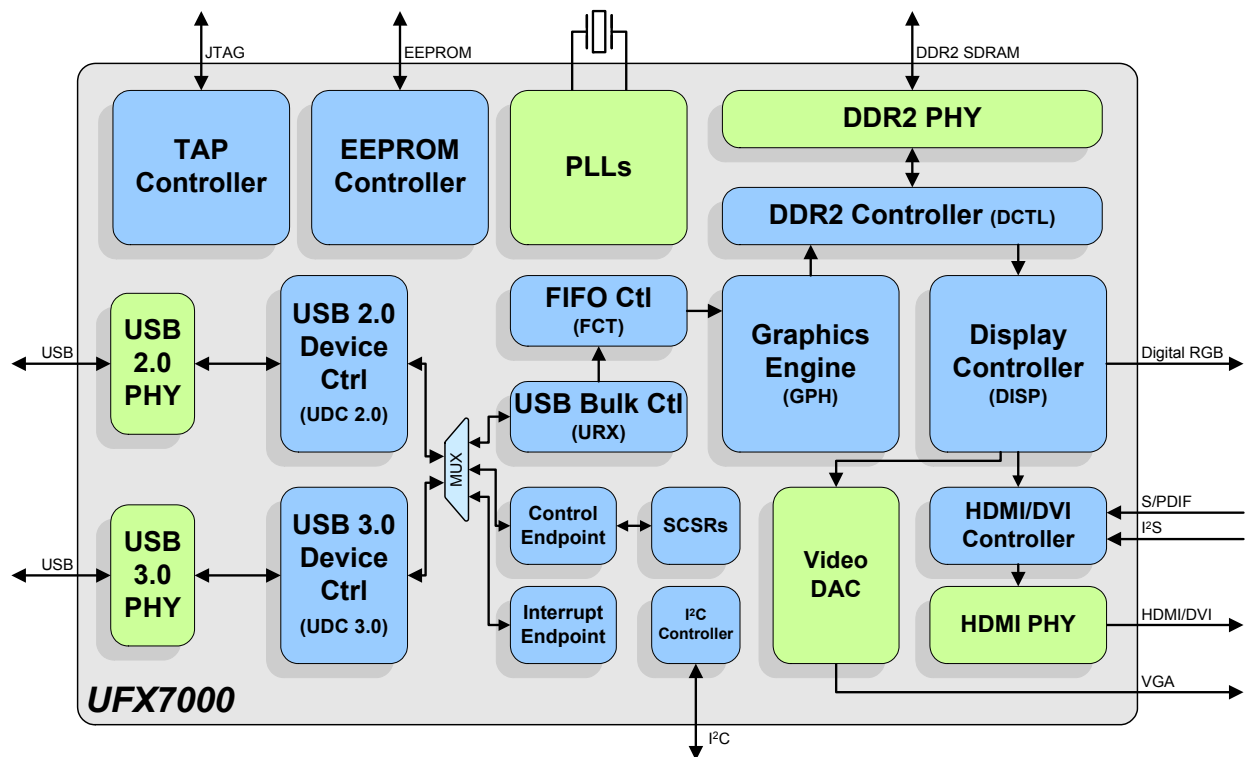 JTAG
EEPROM
DDR2 SDRAM
TAP
Controller
EEPROM
Controller
PLLs
DDR2 PHY
DDR2 Controller (DCTL)
USB
USB
2.0
PHY
USB 2.0
Device
Ctrl
(UDC 2.0)
FIFO Ctl
(FCT)
USB Bulk Ctl
(URX)
Graphics
Engine
(GPH)
Display
Controller
(DISP)
Digital RGB
MUX
USB
USB
3.0
PHY
USB 3.0
Device
Ctrl
(UDC 3.0)
Control
Endpoint
SCSRs
Interrupt
Endpoint
I²C
Controller
Video
DAC
HDMI/DVI
Controller
S/PDIF
I²S
HDMI PHY
HDMI/DVI
VGA
UFX7000
I²C